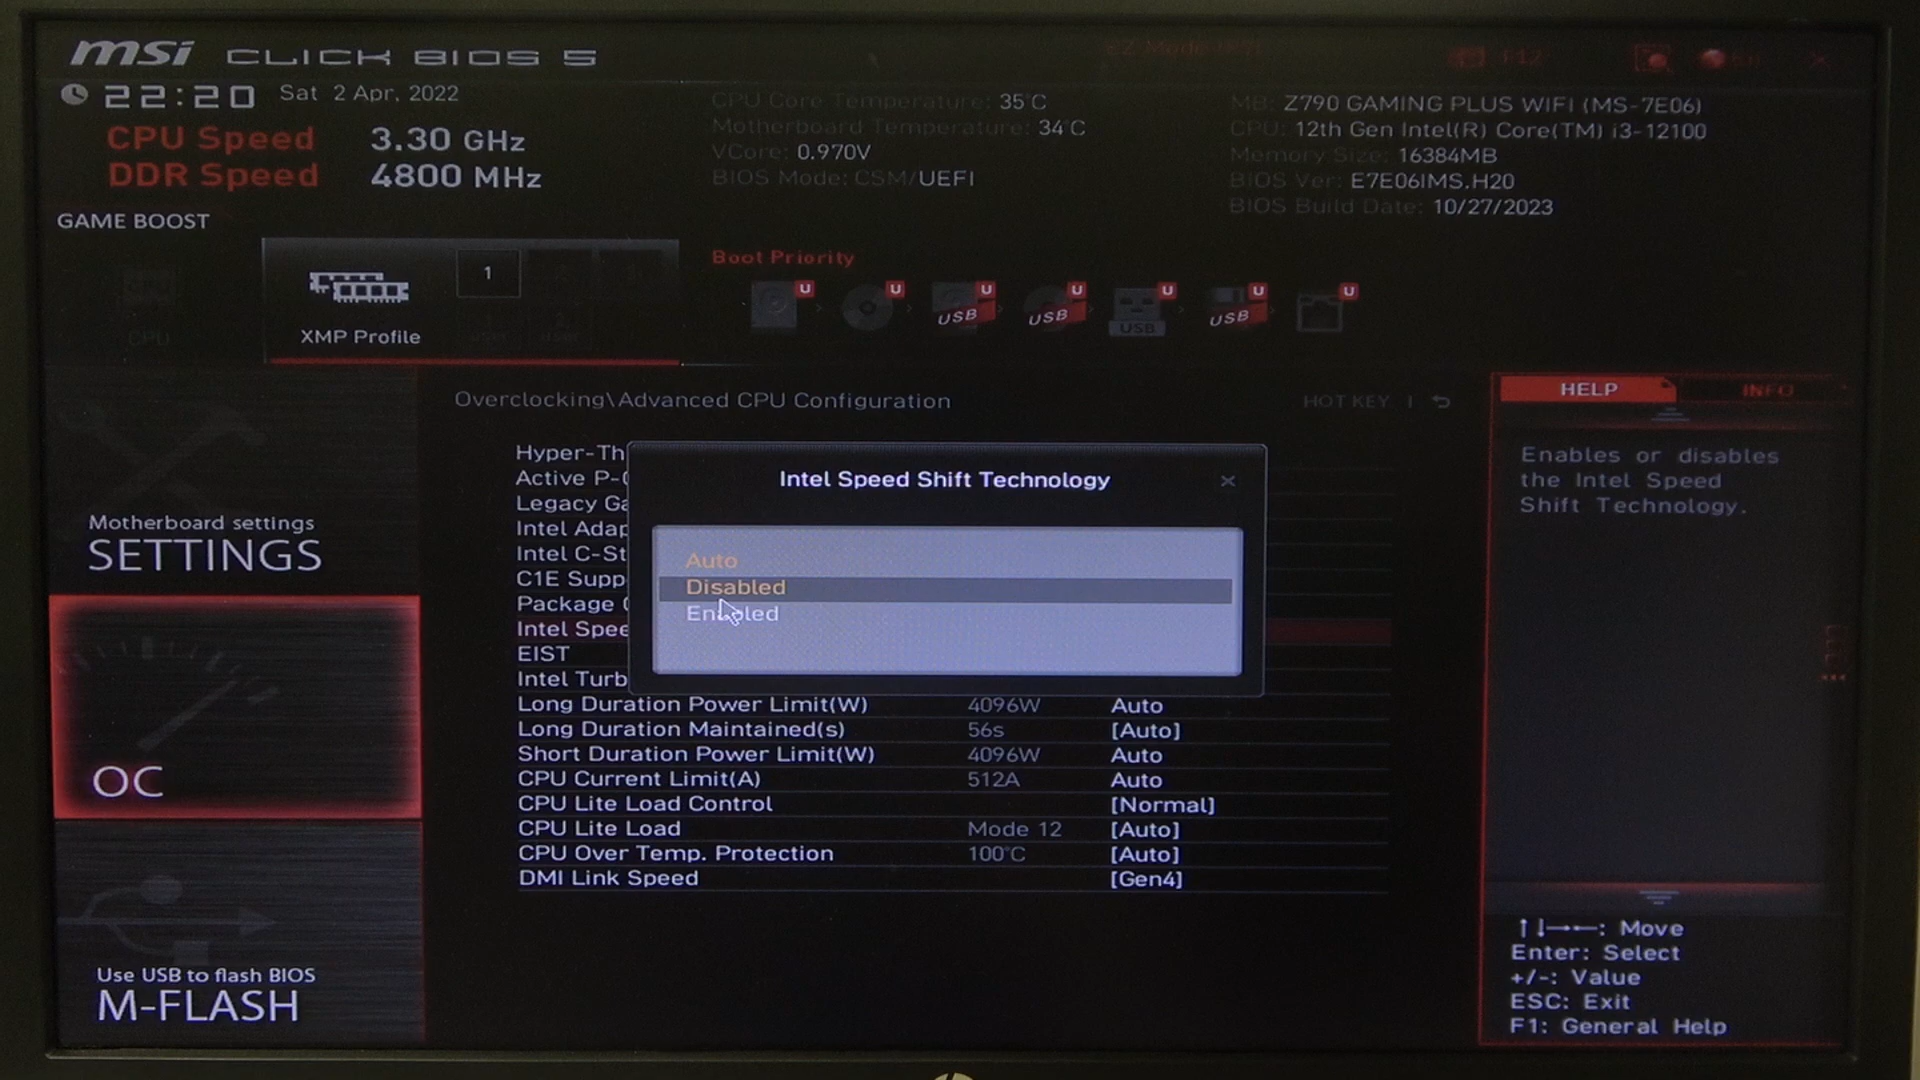 msi CLICK BIOS 5
22:20 Sat 2 Apr, 2022
CPU Speed 3.30 GHz
DDR Speed 4800 MHz
CPU Core Temperature: 35°C
Motherboard Temperature: 34°C
VCore: 0.970V
BIOS Mode: CSM/UEFI
MB: Z790 GAMING PLUS WIFI (MS-7E06)
CPU: 12th Gen Intel(R) Core(TM) i3-12100
Memory Size: 16384MB
BIOS Ver: E7E06IMS.H20
BIOS Build Date: 10/27/2023
GAME BOOST
CPU
XMP Profile
1
Boot Priority
U U U U U U U
USB USB USB USB
Motherboard settings
SETTINGS
OC
Use USB to flash BIOS
M-FLASH
Overclocking\Advanced CPU Configuration
HOT KEY
Hyper-Th
Active P-
Legacy Ga
Intel Adap
Intel C-St
C1E Supp
Package
Intel Spee
EIST
Intel Turb
Intel Speed Shift Technology
Auto
Disabled
Enabled
Long Duration Power Limit(W) 4096W Auto
Long Duration Maintained(s) 56s [Auto]
Short Duration Power Limit(W) 4096W Auto
CPU Current Limit(A) 512A Auto
CPU Lite Load Control [Normal]
CPU Lite Load Mode 12 [Auto]
CPU Over Temp. Protection 100°C [Auto]
DMI Link Speed [Gen4]
HELP INFO
Enables or disables
the Intel Speed
Shift Technology.
↑↓→←: Move
Enter: Select
+/-: Value
ESC: Exit
F1: General Help